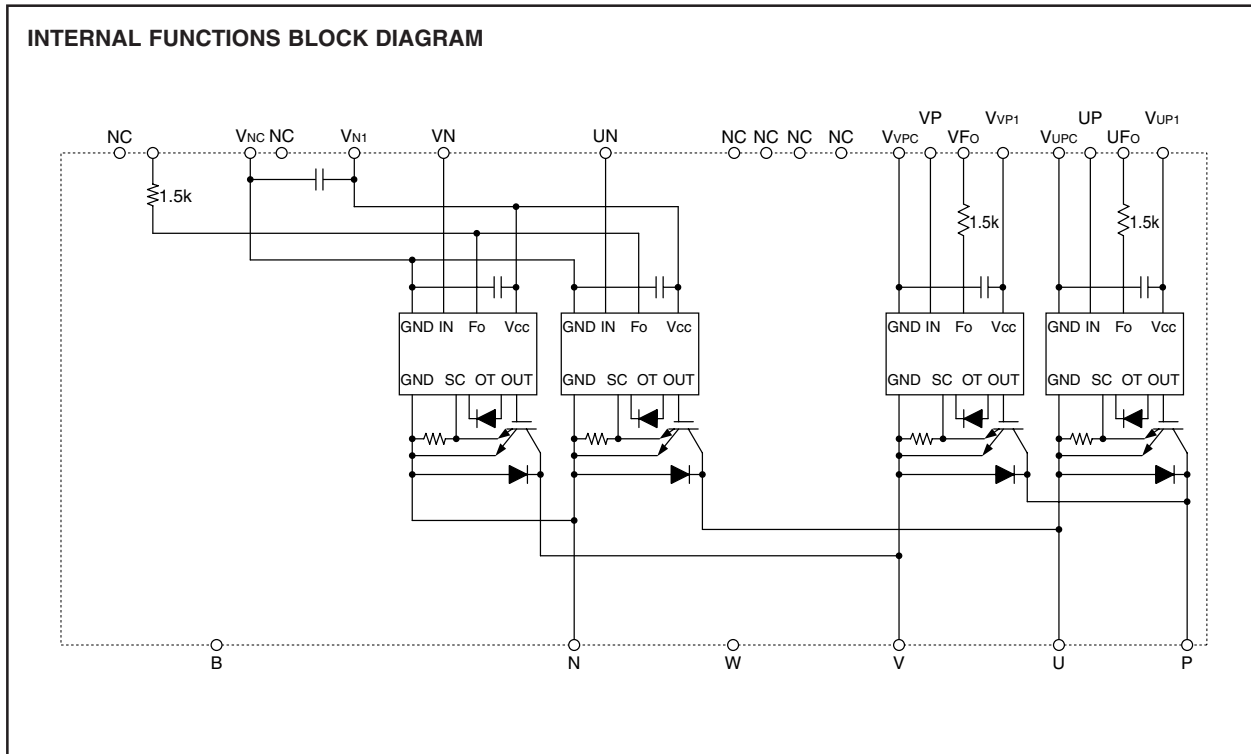 INTERNAL FUNCTIONS BLOCK DIAGRAM
NC VNC NC VN1 VN UN NC NC NC NC VVPC VP VFO VVP1 VUPC UP UFO VUP1
1.5k 1.5k 1.5k
GND IN Fo Vcc GND IN Fo Vcc GND IN Fo Vcc GND IN Fo Vcc
GND SC OT OUT GND SC OT OUT GND SC OT OUT GND SC OT OUT
B N W V U P